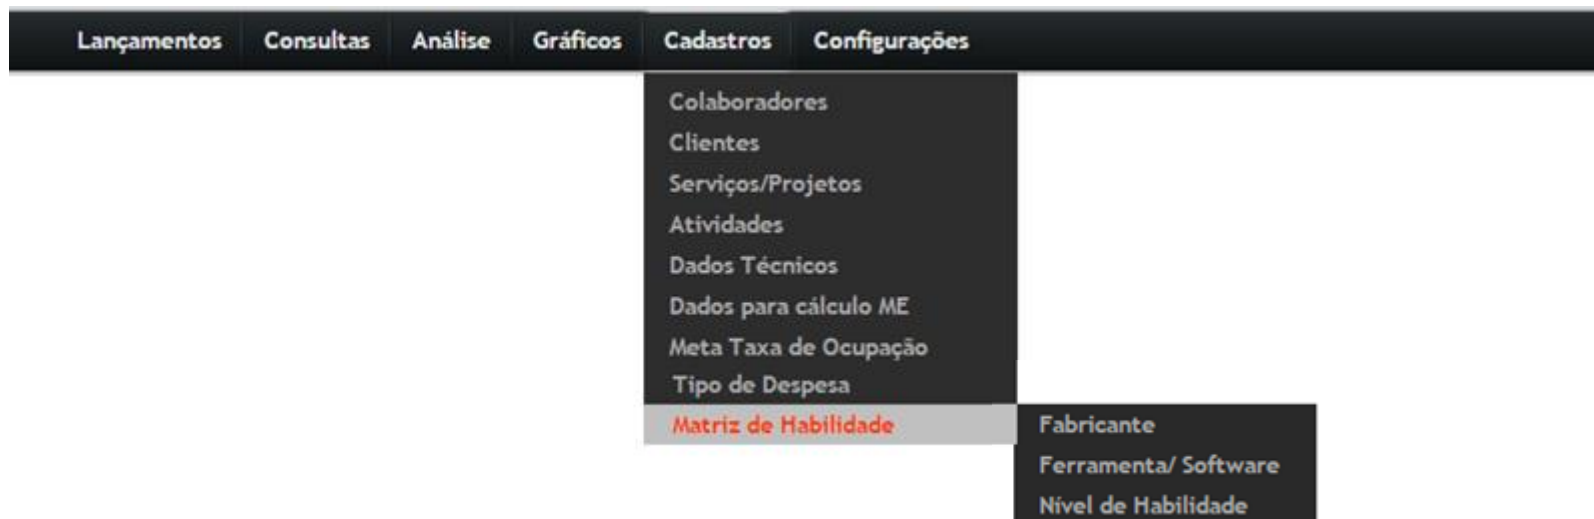 Lançamentos Consultas Análise Gráficos Cadastros Configurações
Colaboradores
Clientes
Serviços/Projetos
Atividades
Dados Técnicos
Dados para cálculo ME
Meta Taxa de Ocupação
Tipo de Despesa
Matriz de Habilidade
Fabricante
Ferramenta/ Software
Nível de Habilidade